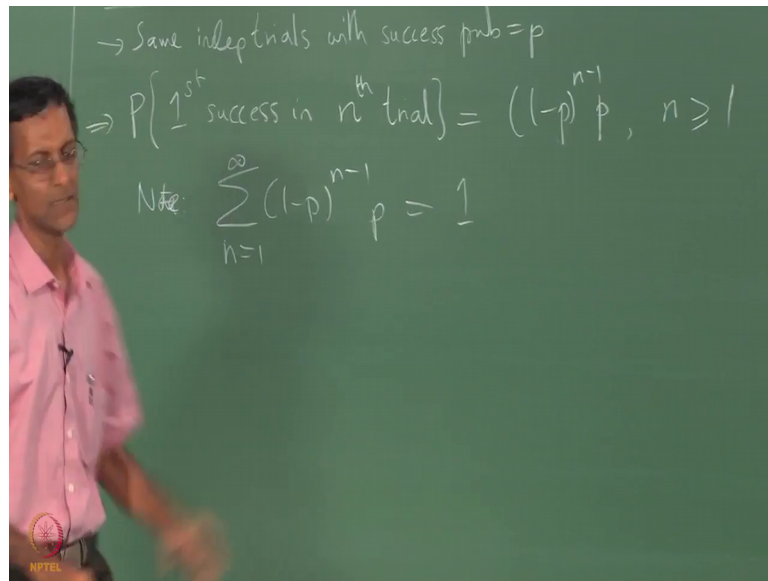 → Same indep trials with success prob = p
⇒ P{1st success in nth trial} = (1-p)^{n-1} p, n ≥ 1
Note: ∑_{n=1}^{∞} (1-p)^{n-1} p = 1
NPTEL